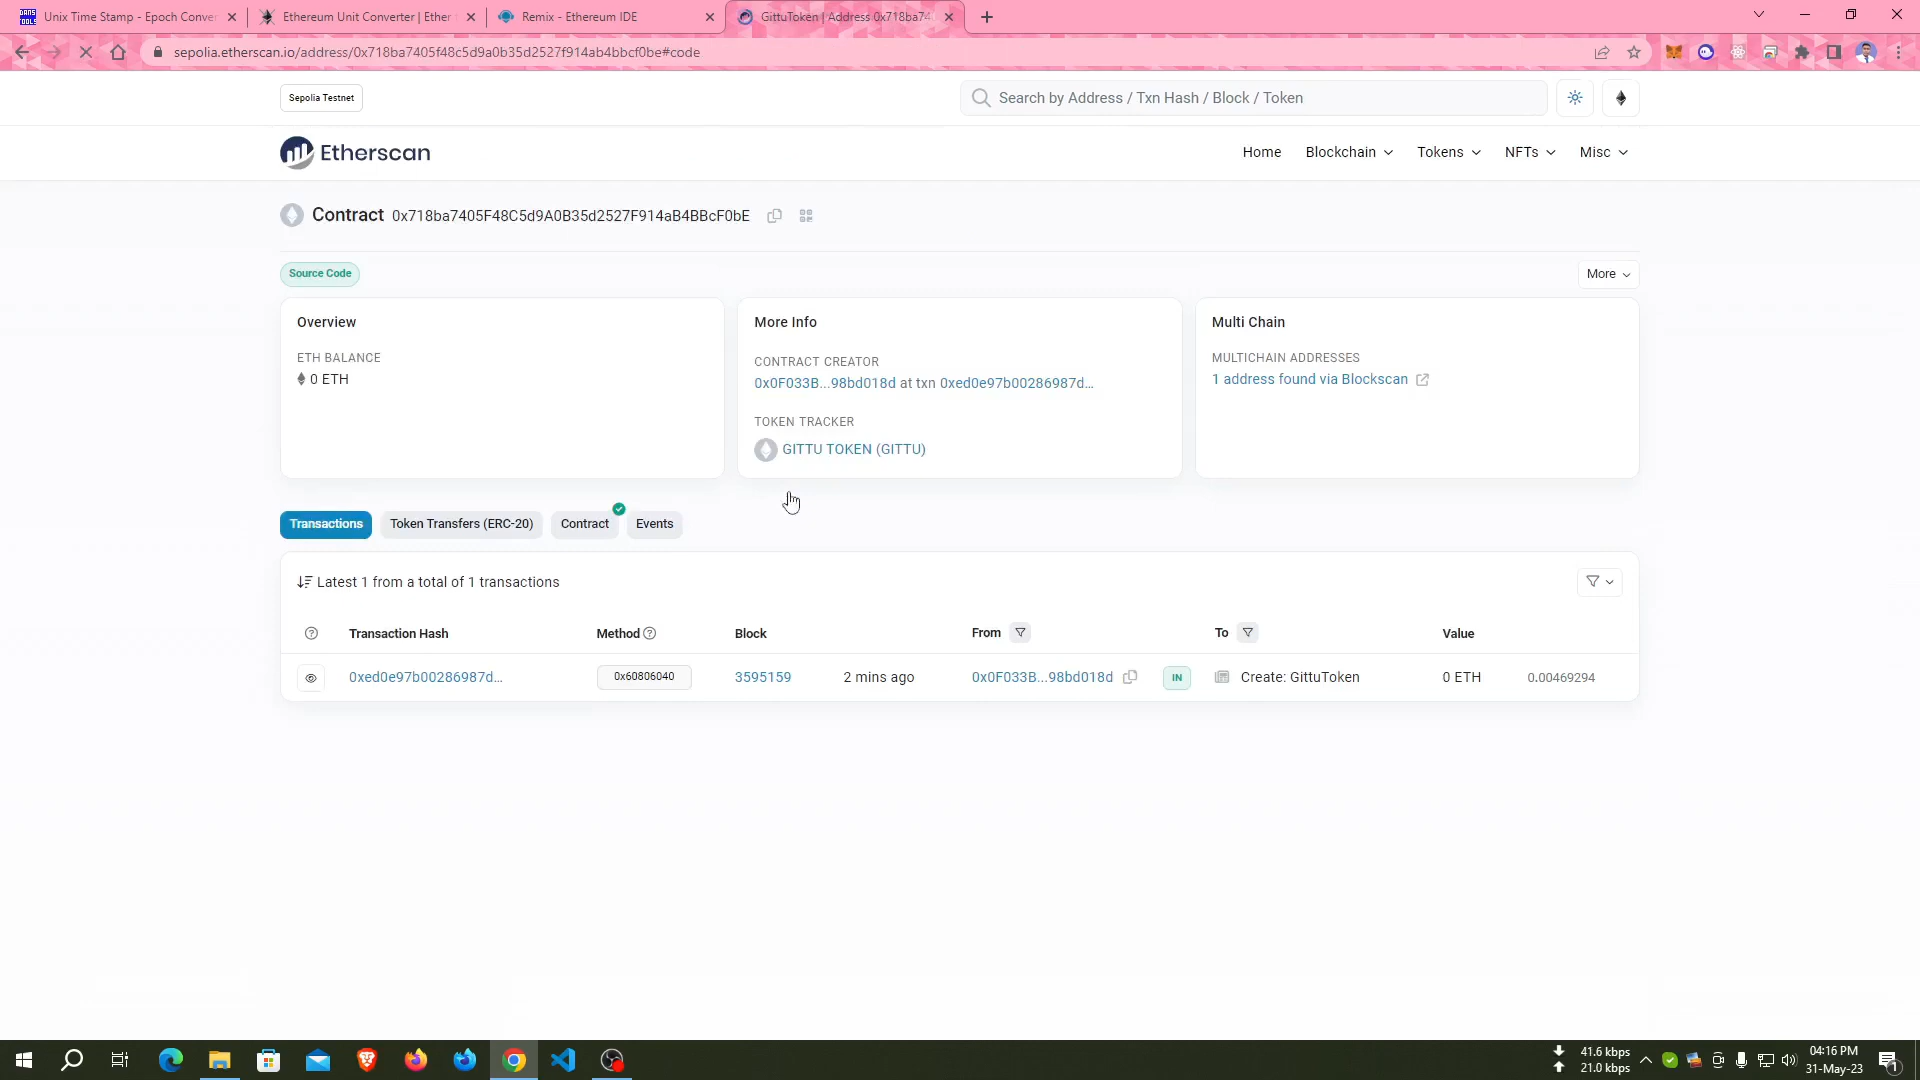 Unix Time Stamp - Epoch Conver
Ethereum Unit Converter | Ether
Remix - Ethereum IDE
GittuToken | Address 0x718ba74
sepolia.etherscan.io/address/0x718ba7405f48c5d9a0b35d2527f914ab4bbcf0be#code
Sepolia Testnet
Search by Address / Txn Hash / Block / Token
Etherscan
Home
Blockchain
Tokens
NFTs
Misc
Contract 0x718ba7405F48C5d9A0B35d2527F914aB4BBcF0bE
Source Code
More
Overview
ETH BALANCE
0 ETH
More Info
CONTRACT CREATOR
0x0F033B...98bd018d at txn 0xed0e97b00286987d...
TOKEN TRACKER
GITTU TOKEN (GITTU)
Multi Chain
MULTICHAIN ADDRESSES
1 address found via Blockscan
Transactions
Token Transfers (ERC-20)
Contract
Events
Latest 1 from a total of 1 transactions
Transaction Hash
Method
Block
From
To
Value
0xed0e97b00286987d...
0x60806040
3595159
2 mins ago
0x0F033B...98bd018d
IN
Create: GittuToken
0 ETH
0.00469294
41.6 kbps
21.0 kbps
04:16 PM
31-May-23
1